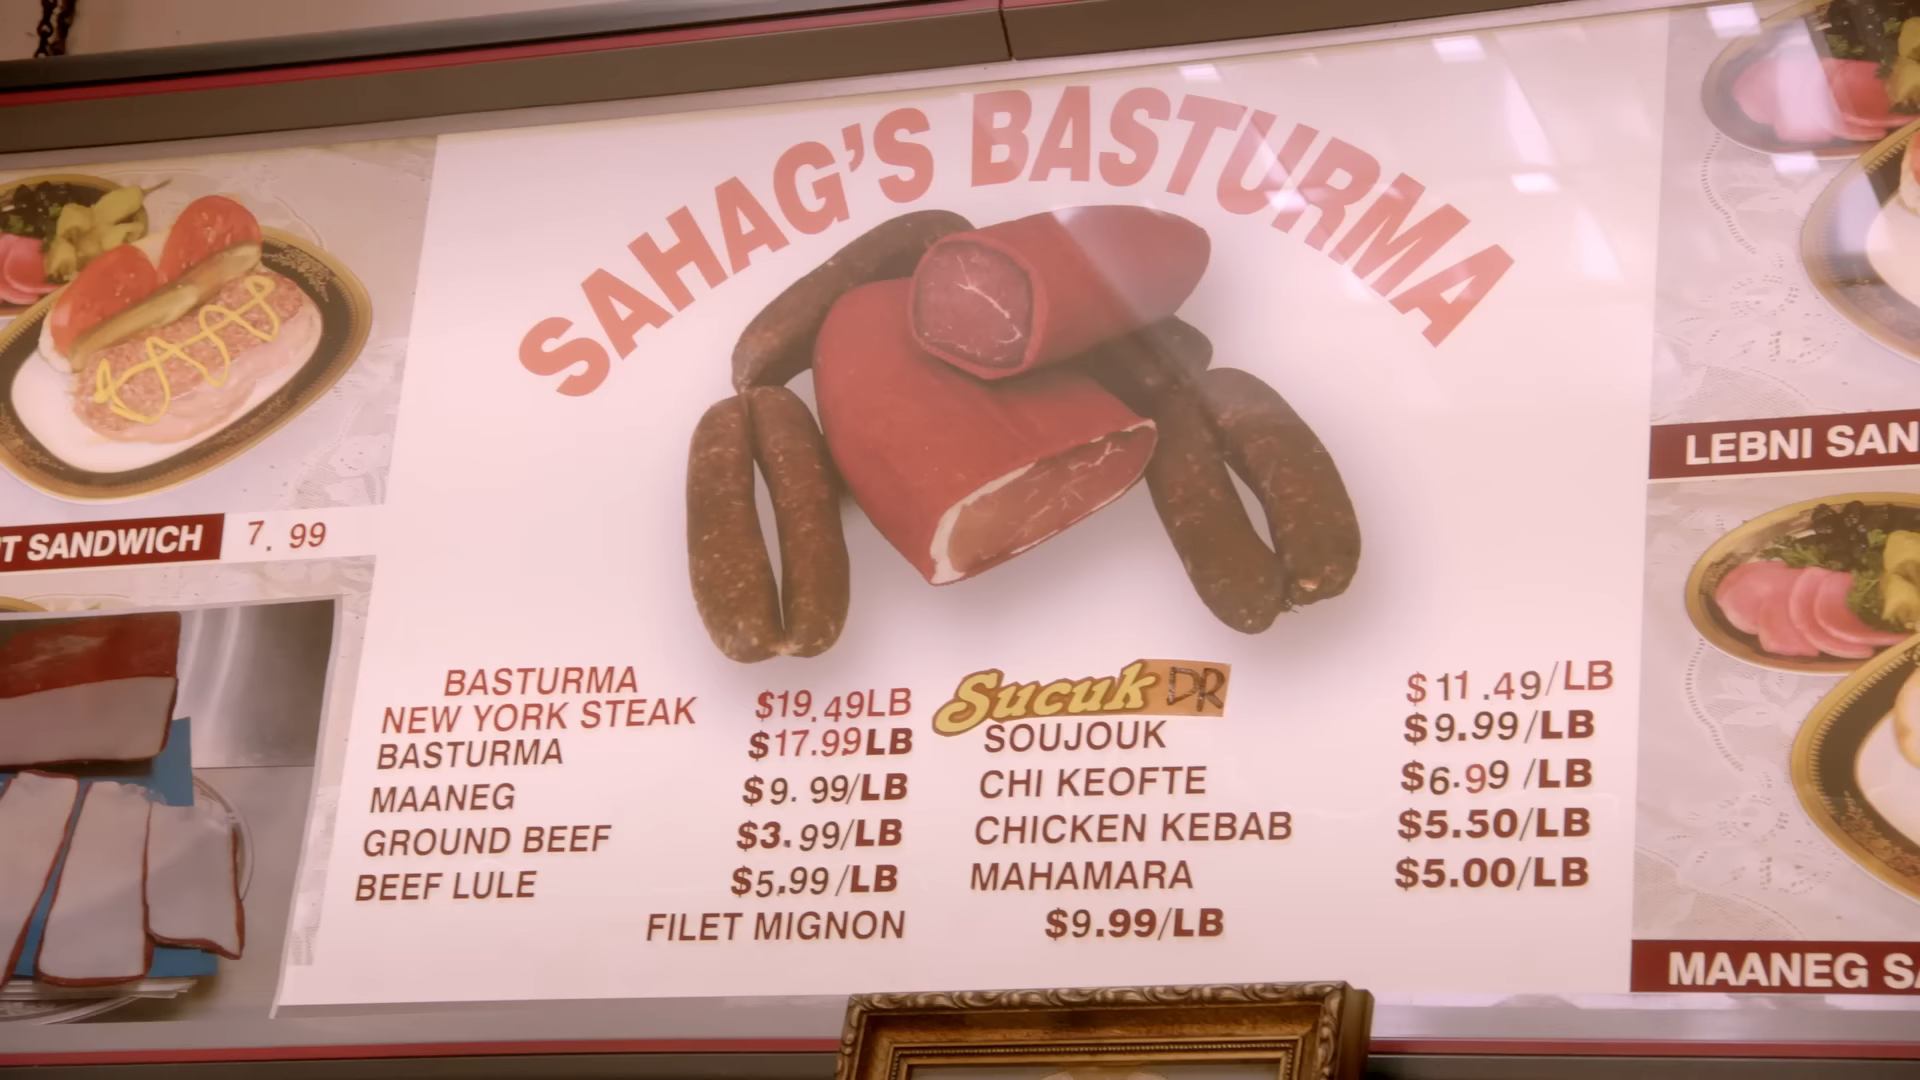 SAHAG'S BASTURMA
T SANDWICH 7.99
LEBNI SAN
BASTURMA
NEW YORK STEAK $19.49LB
BASTURMA $17.99LB
MAANEG $9.99/LB
GROUND BEEF $3.99/LB
BEEF LULE $5.99/LB
Sucuk DR $11.49/LB
SOUJOUK $9.99/LB
CHI KEOFTE $6.99/LB
CHICKEN KEBAB $5.50/LB
MAHAMARA $5.00/LB
FILET MIGNON $9.99/LB
MAANEG SA